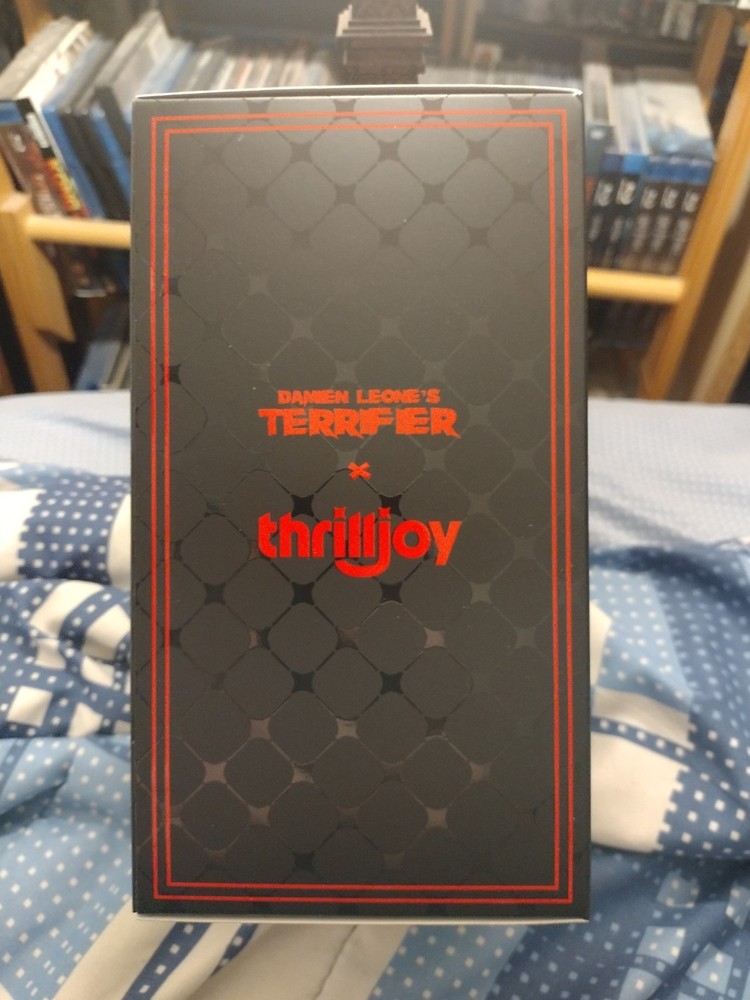 DAMIEN LEONE'S
TERRIFIER
×
thrilljoy